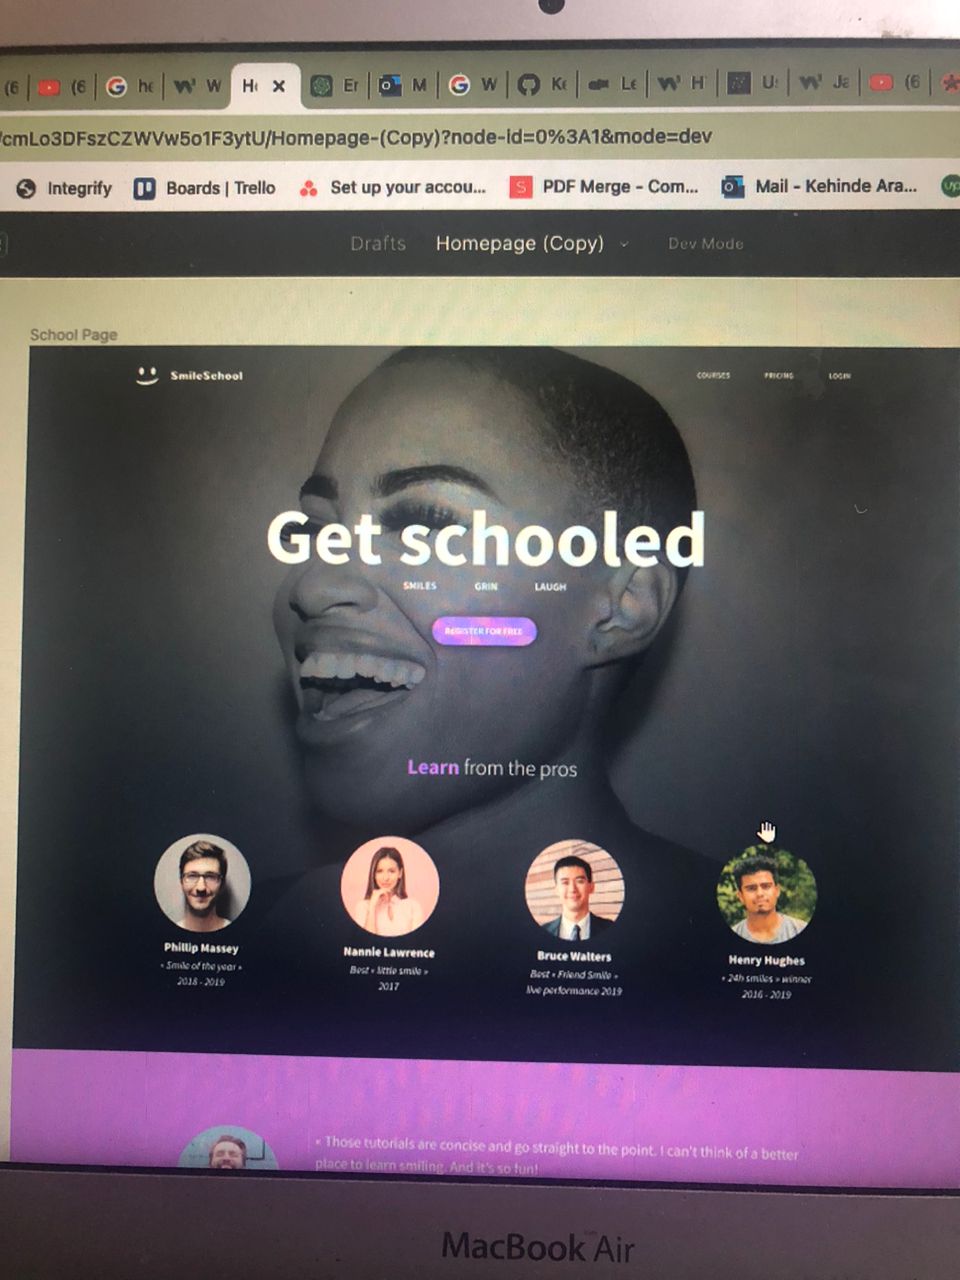 (6 (6 he W H Er M W Ke Le H U: Ja (6
/cmLo3DFszCZWVw5o1F3ytU/Homepage-(Copy)?node-id=0%3A1&mode=dev
Integrify Boards | Trello Set up your accou... S PDF Merge - Com... Mail - Kehinde Ara... up
Drafts Homepage (Copy) Dev Mode
School Page
SmileSchool COURSES PRICING LOGIN
Get schooled
SMILES GRIN LAUGH
REGISTER FOR FREE
Learn from the pros
Phillip Massey
« Smile of the year »
2018 - 2019
Nannie Lawrence
Best « little smile »
2017
Bruce Walters
Best « Friend Smile »
live performance 2019
Henry Hughes
« 24h smiles » winner
2016 - 2019
« Those tutorials are concise and go straight to the point. I can't think of a better
place to learn smiling. And it's so fun!
MacBook Air